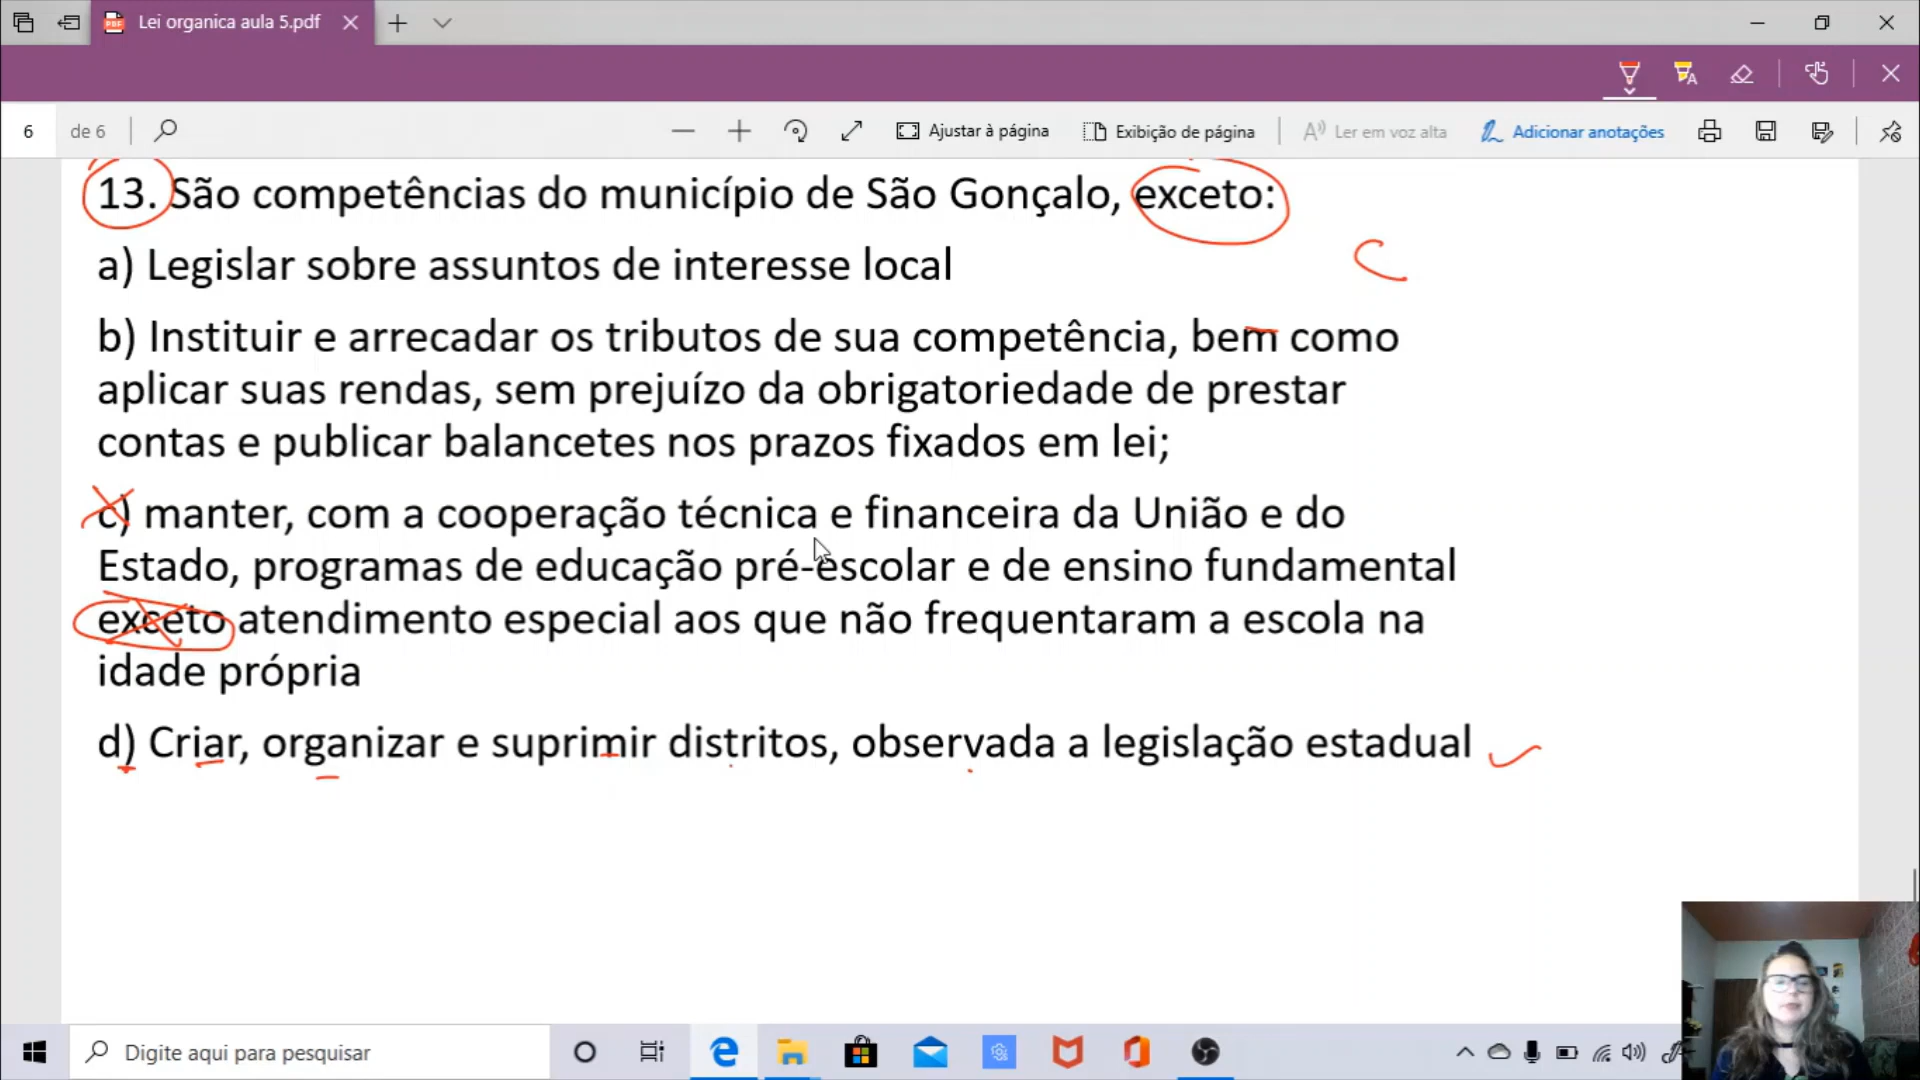 Lei organica aula 5.pdf
6 de 6
Ajustar à página
Exibição de página
Ler em voz alta
Adicionar anotações
13. São competências do município de São Gonçalo, exceto:
a) Legislar sobre assuntos de interesse local
b) Instituir e arrecadar os tributos de sua competência, bem como
aplicar suas rendas, sem prejuízo da obrigatoriedade de prestar
contas e publicar balancetes nos prazos fixados em lei;
c) manter, com a cooperação técnica e financeira da União e do
Estado, programas de educação pré-escolar e de ensino fundamental
exceto atendimento especial aos que não frequentaram a escola na
idade própria
d) Criar, organizar e suprimir distritos, observada a legislação estadual
Digite aqui para pesquisar